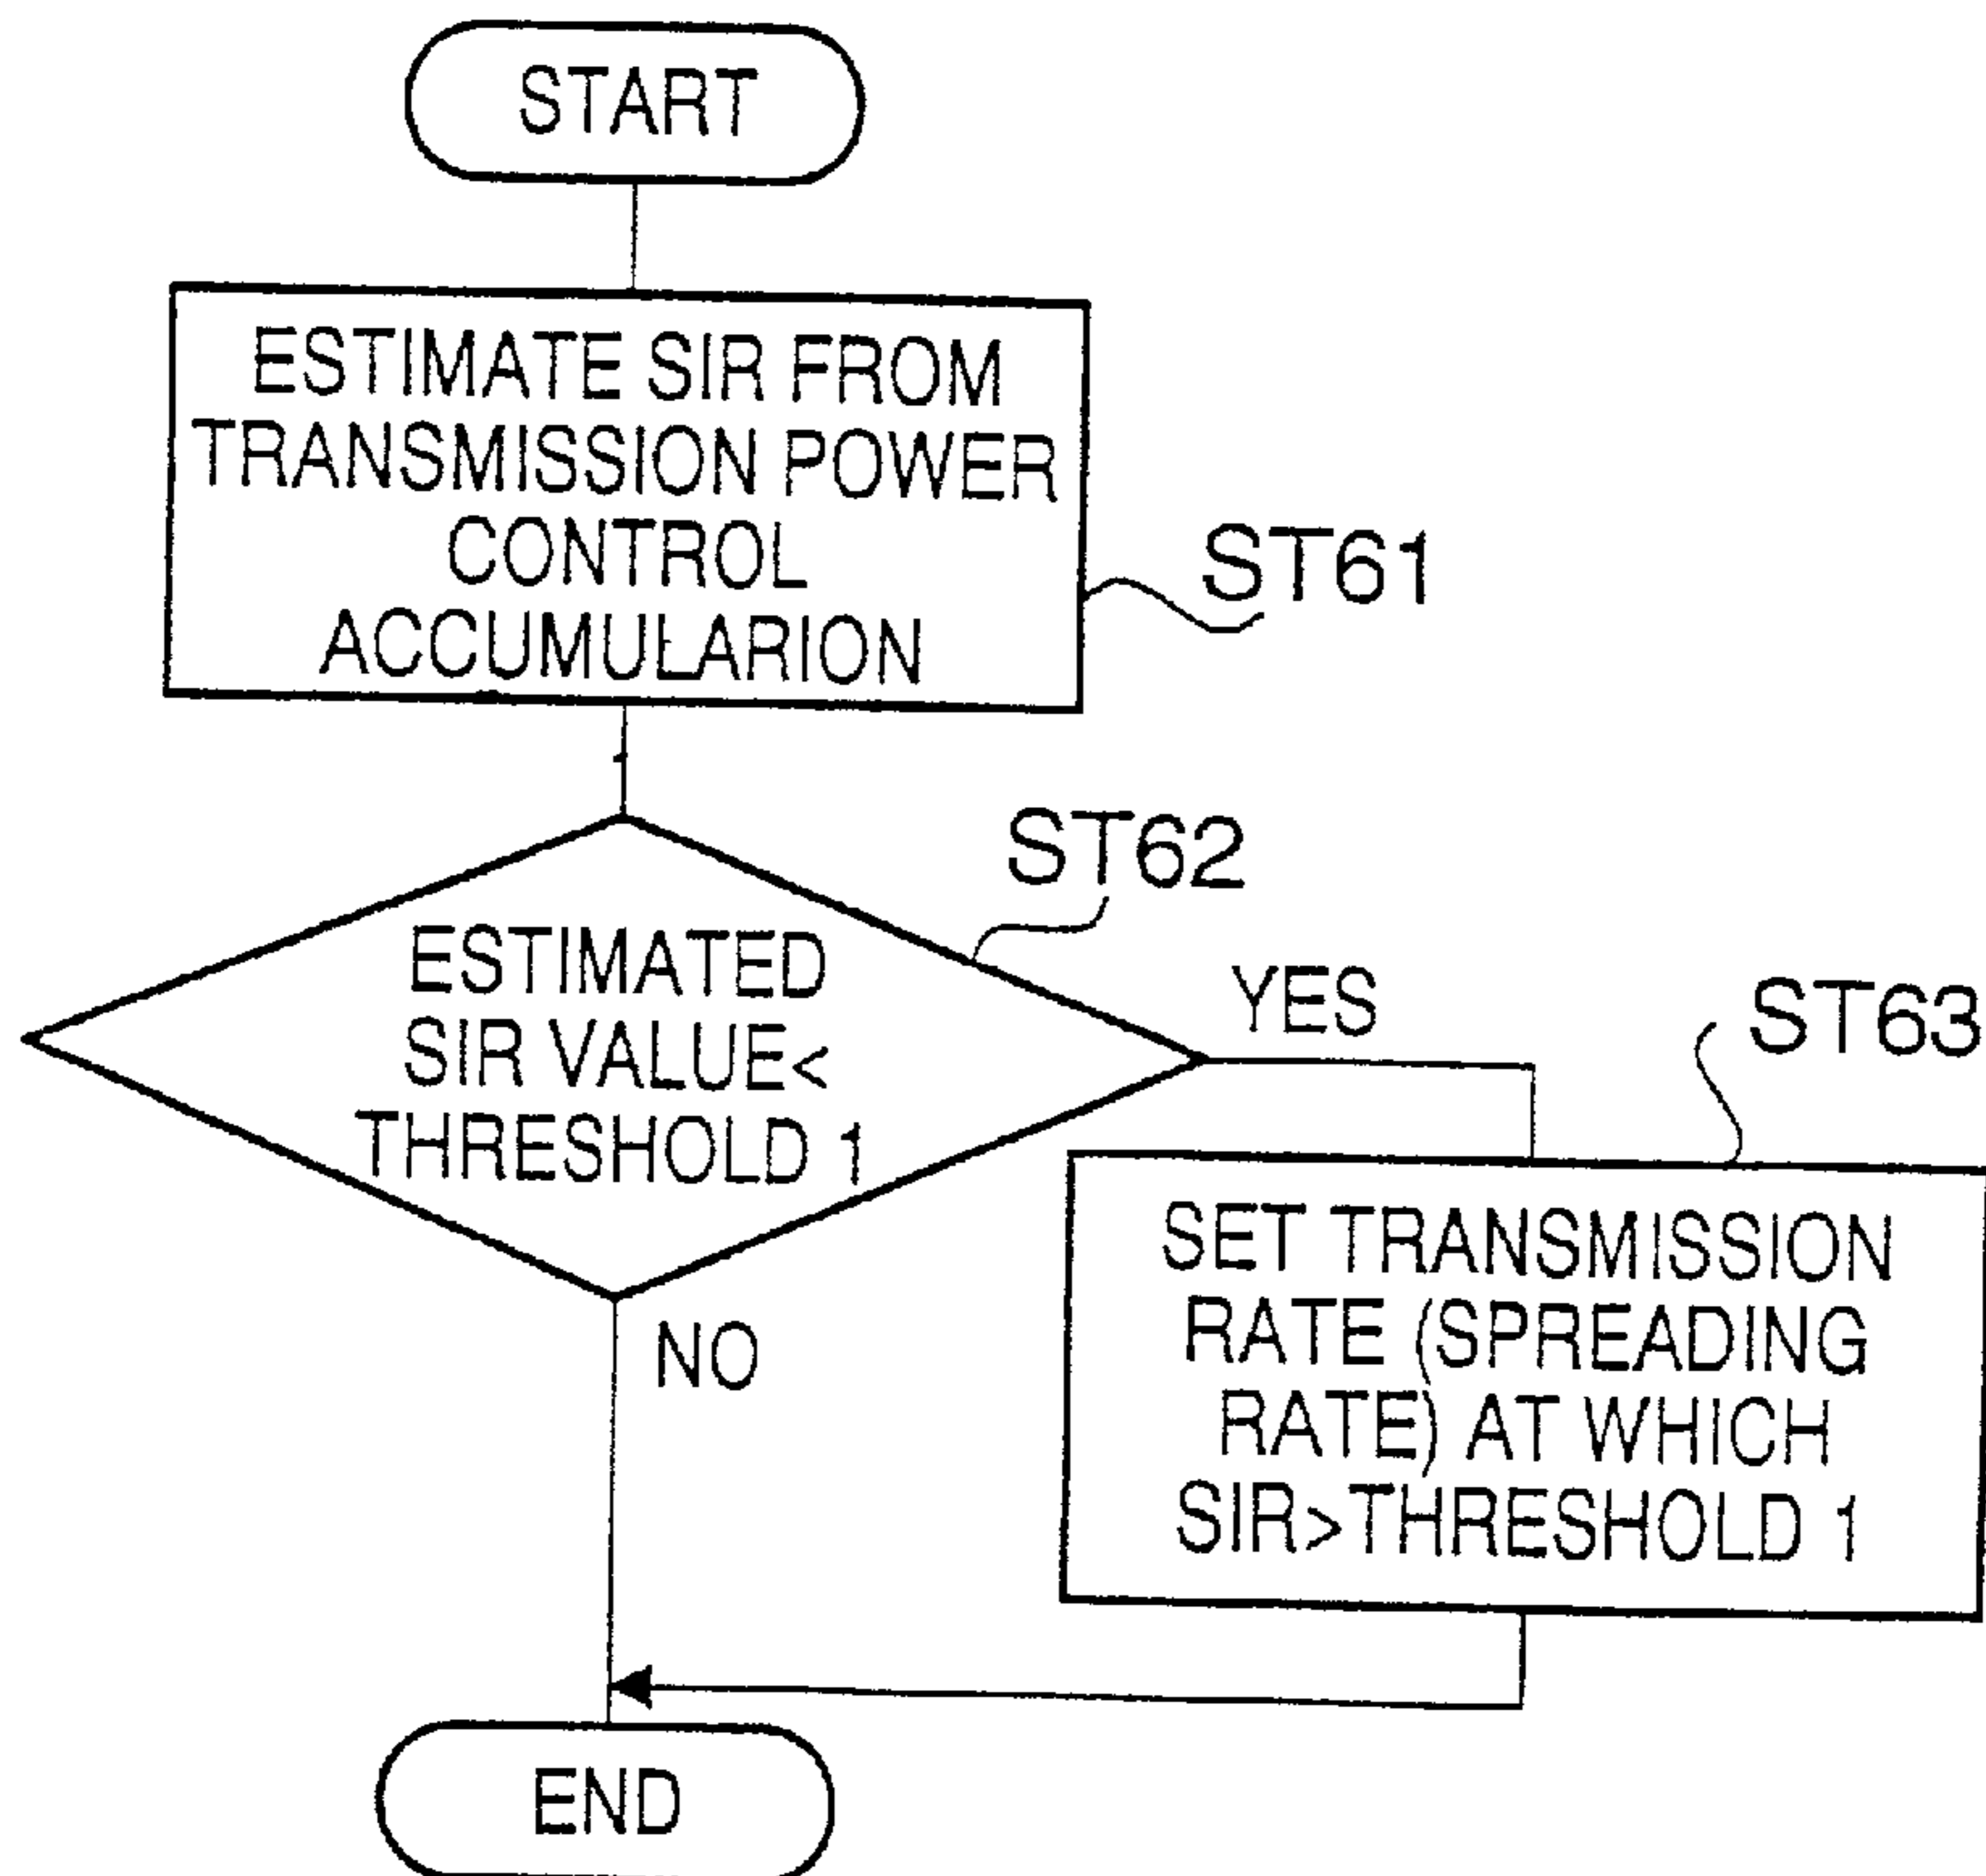 START
ESTIMATE SIR FROM
TRANSMISSION POWER
CONTROL
ACCUMULARION
ST61
ST62
ESTIMATED
SIR VALUE<
THRESHOLD 1
YES
ST63
NO
SET TRANSMISSION
RATE (SPREADING
RATE) AT WHICH
SIR>THRESHOLD 1
END